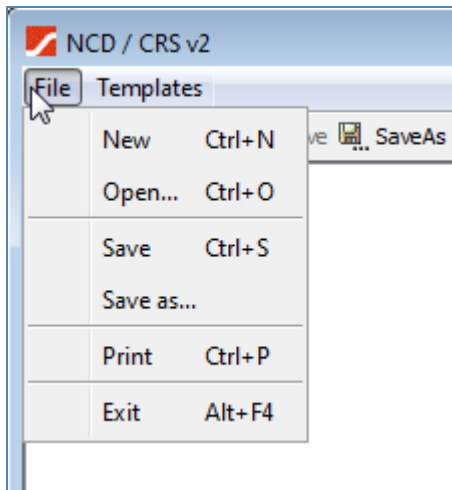 NCD / CRS v2
File Templates
ve SaveAs
New Ctrl+N
Open... Ctrl+O
Save Ctrl+S
Save as...
Print Ctrl+P
Exit Alt+F4